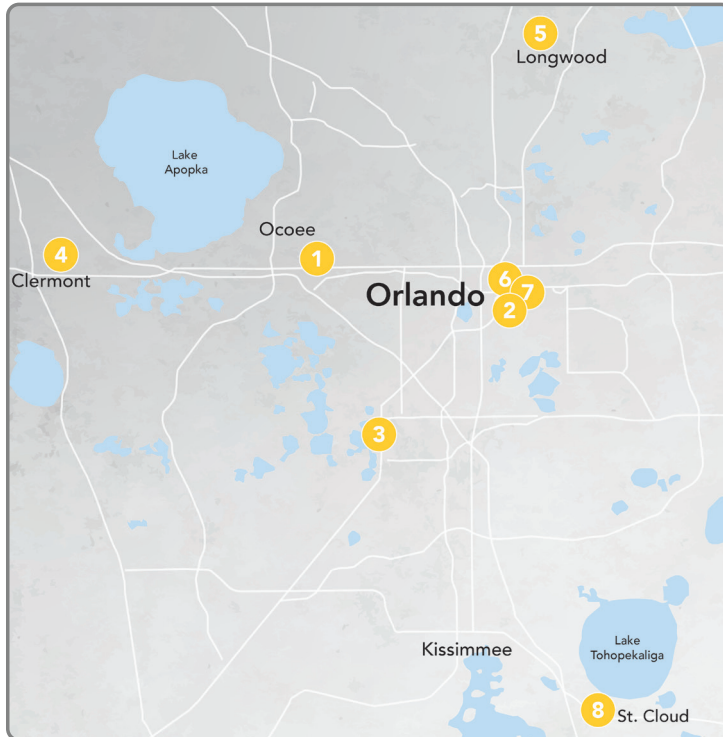 5
Longwood
Lake
Apopka
Ocoee
4
1
Clermont
6
Orlando
7
2
3
Kissimmee
Lake
Tohopekaliga
8
St. Cloud